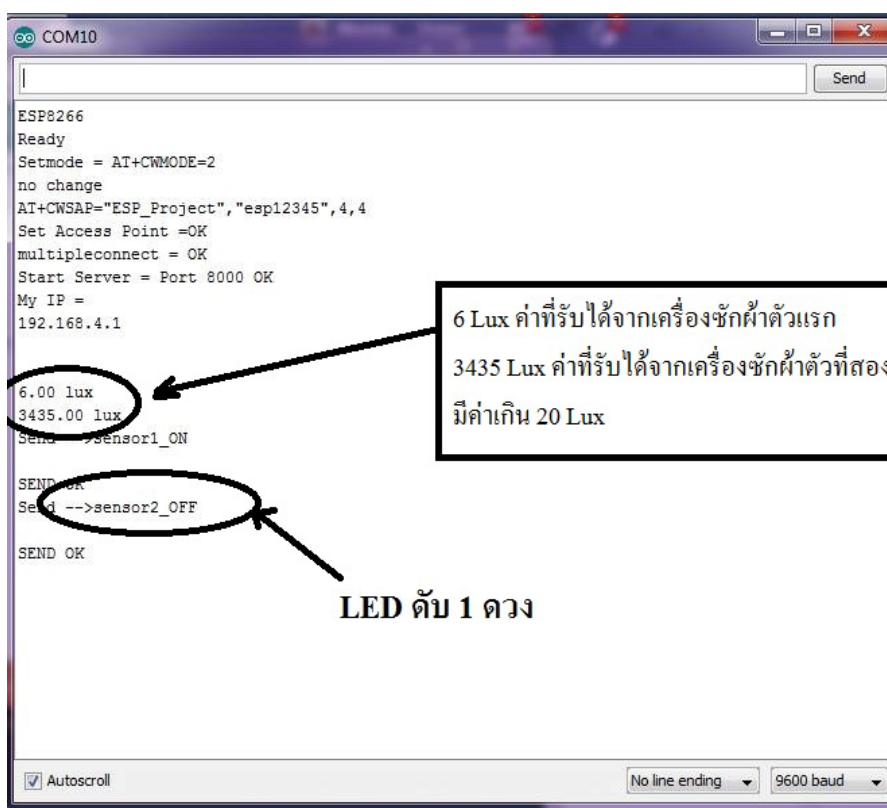 COM10
Send
ESP8266
Ready
Setmode = AT+CWMODE=2
no change
AT+CWSAP="ESP_Project","esp12345",4,4
Set Access Point =OK
multipleconnect = OK
Start Server = Port 8000 OK
My IP =
192.168.4.1
6 Lux ค่าที่รับได้จากเครื่องซักผ้าตัวแรก
3435 Lux ค่าที่รับได้จากเครื่องซักผ้าตัวที่สอง
มีค่าเกิน 20 Lux
6.00 lux
3435.00 lux
Send -->sensor1_ON
SEND OK
Send -->sensor2_OFF
SEND OK
LED ดับ 1 ดวง
Autoscroll
No line ending
9600 baud